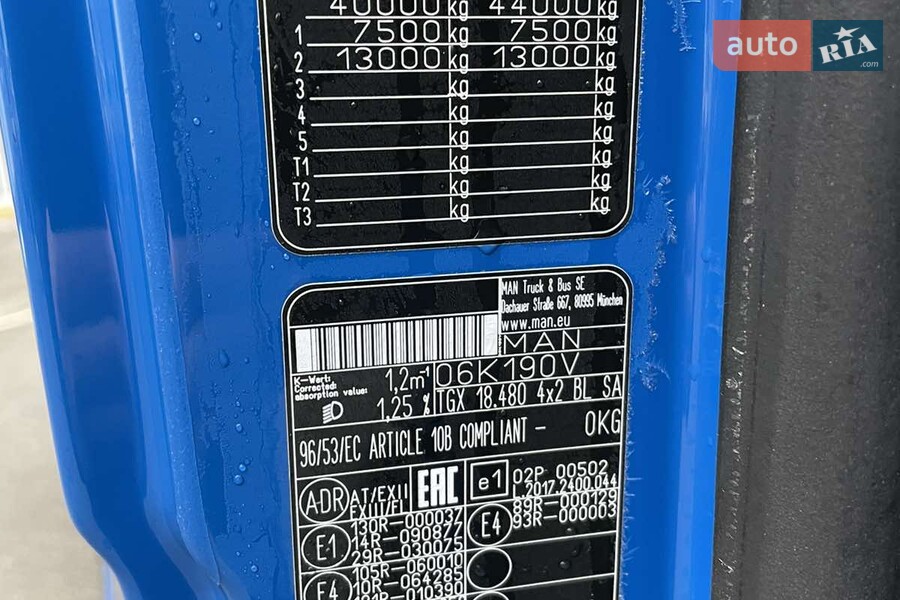 40000 kg 44000 kg
1 7500 kg 7500 kg
2 13000 kg 13000 kg
3 kg kg
4 kg kg
5 kg kg
T1 kg kg
T2 kg kg
T3 kg kg
auto RIA .com
MAN Truck & Bus SE
Dachauer Straße 667, 80995 München
www.man.eu
MAN
06K190V
TGX 18.480 4x2 BL SA
K-Wert:
Corrected
absorption value:
1,2m⁻¹
1,25 %
96/53/EC ARTICLE 10B COMPLIANT – 0KG
ADR AT/EXII
EXIII/FL
EAC
e1 02P 00502
2017.2400.044
E1 130R-000037
14R-090877
29R-030075
E4 89R-000129
93R-000003
E4 105R-060010
10R-064285